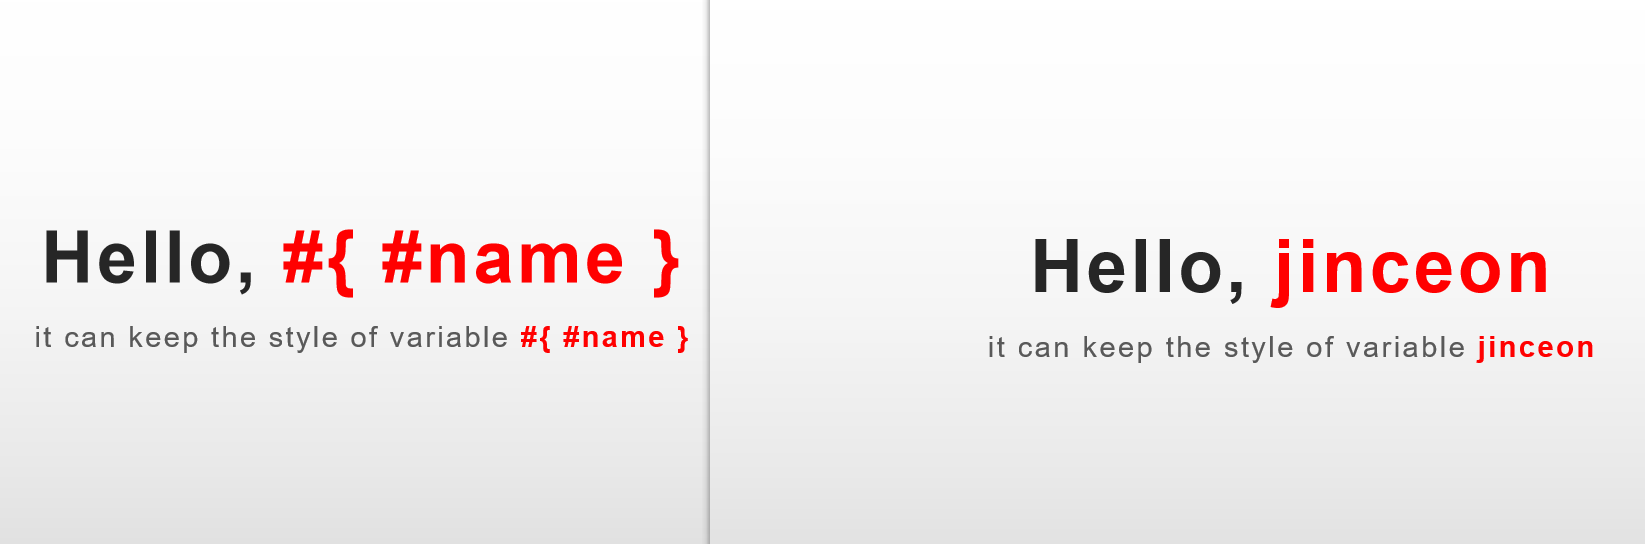 Hello, #{ #name }
it can keep the style of variable #{ #name }
Hello, jinceon
it can keep the style of variable jinceon